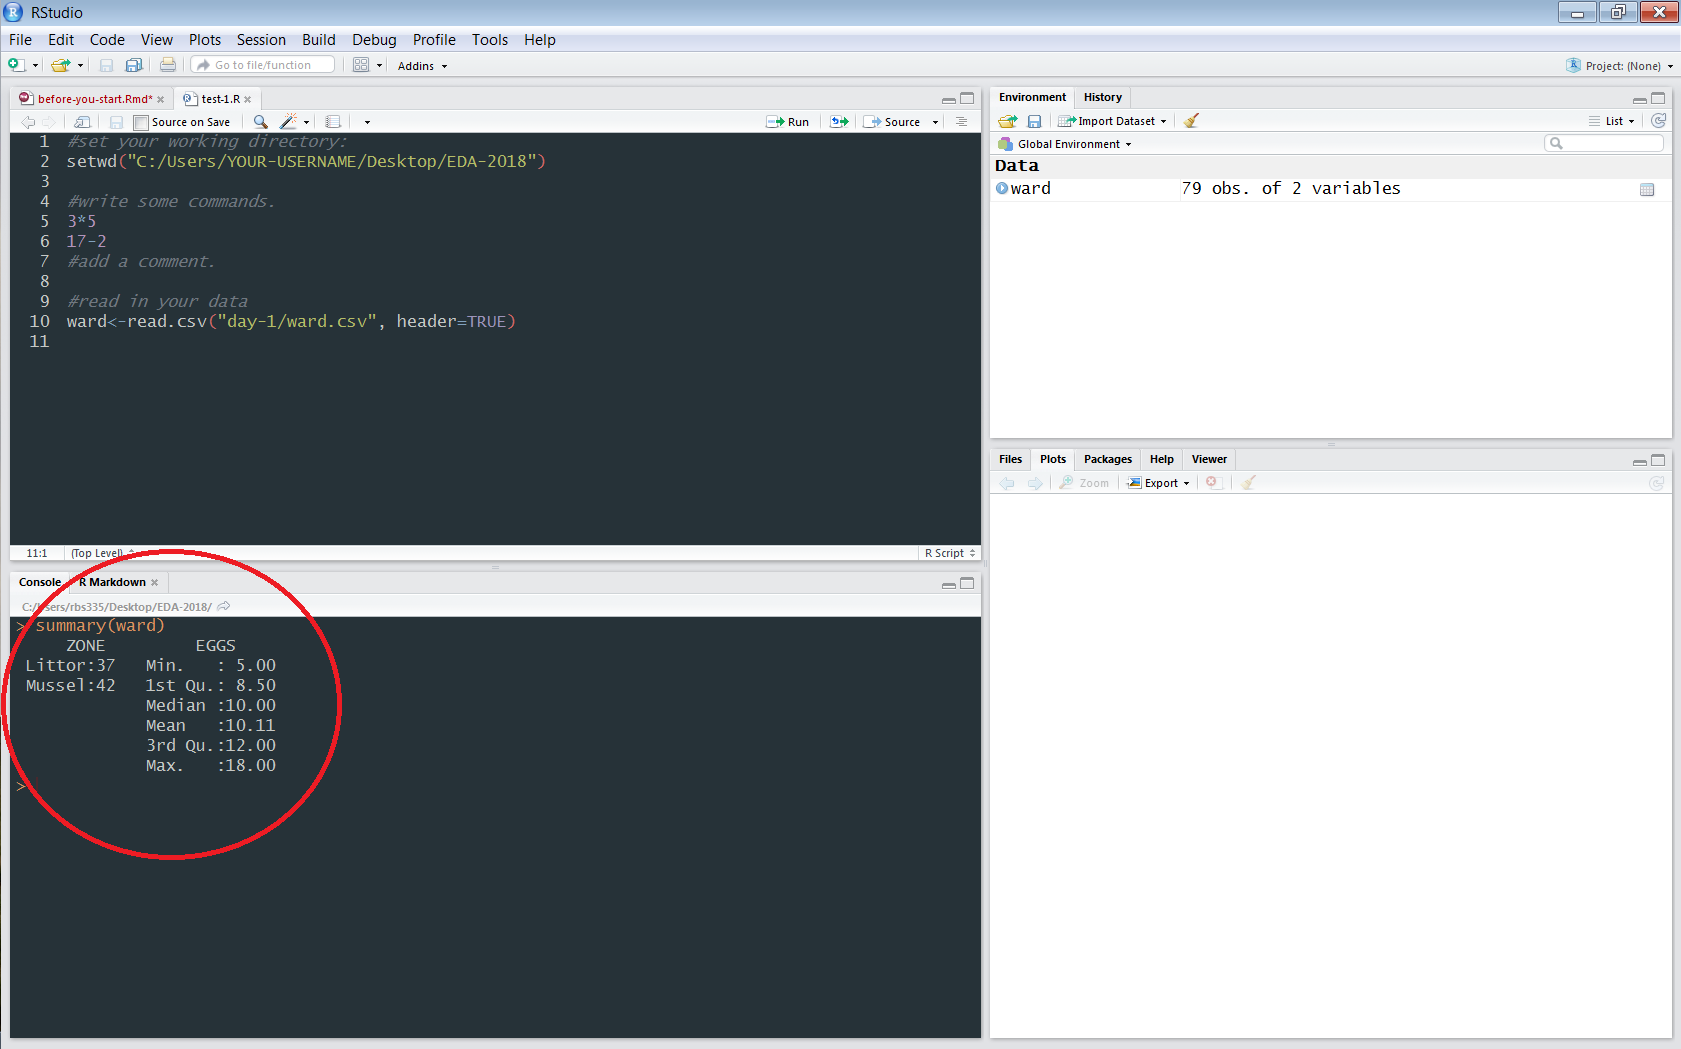 RStudio
File Edit Code View Plots Session Build Debug Profile Tools Help
Go to file/function Addins Project: (None)
before-you-start.Rmd* test-1.R
Source on Save Run Source
1 #set your working directory:
2 setwd("C:/Users/YOUR-USERNAME/Desktop/EDA-2018")
3
4 #write some commands.
5 3*5
6 17-2
7 #add a comment.
8
9 #read in your data
10 ward<-read.csv("day-1/ward.csv", header=TRUE)
11
11:1 (Top Level) R Script
Console R Markdown
C:/Users/rbs335/Desktop/EDA-2018/
> summary(ward)
ZONE EGGS
Littor:37 Min. : 5.00
Mussel:42 1st Qu.: 8.50
Median :10.00
Mean :10.11
3rd Qu.:12.00
Max. :18.00
>
Environment History
Import Dataset List
Global Environment
Data
ward 79 obs. of 2 variables
Files Plots Packages Help Viewer
Zoom Export